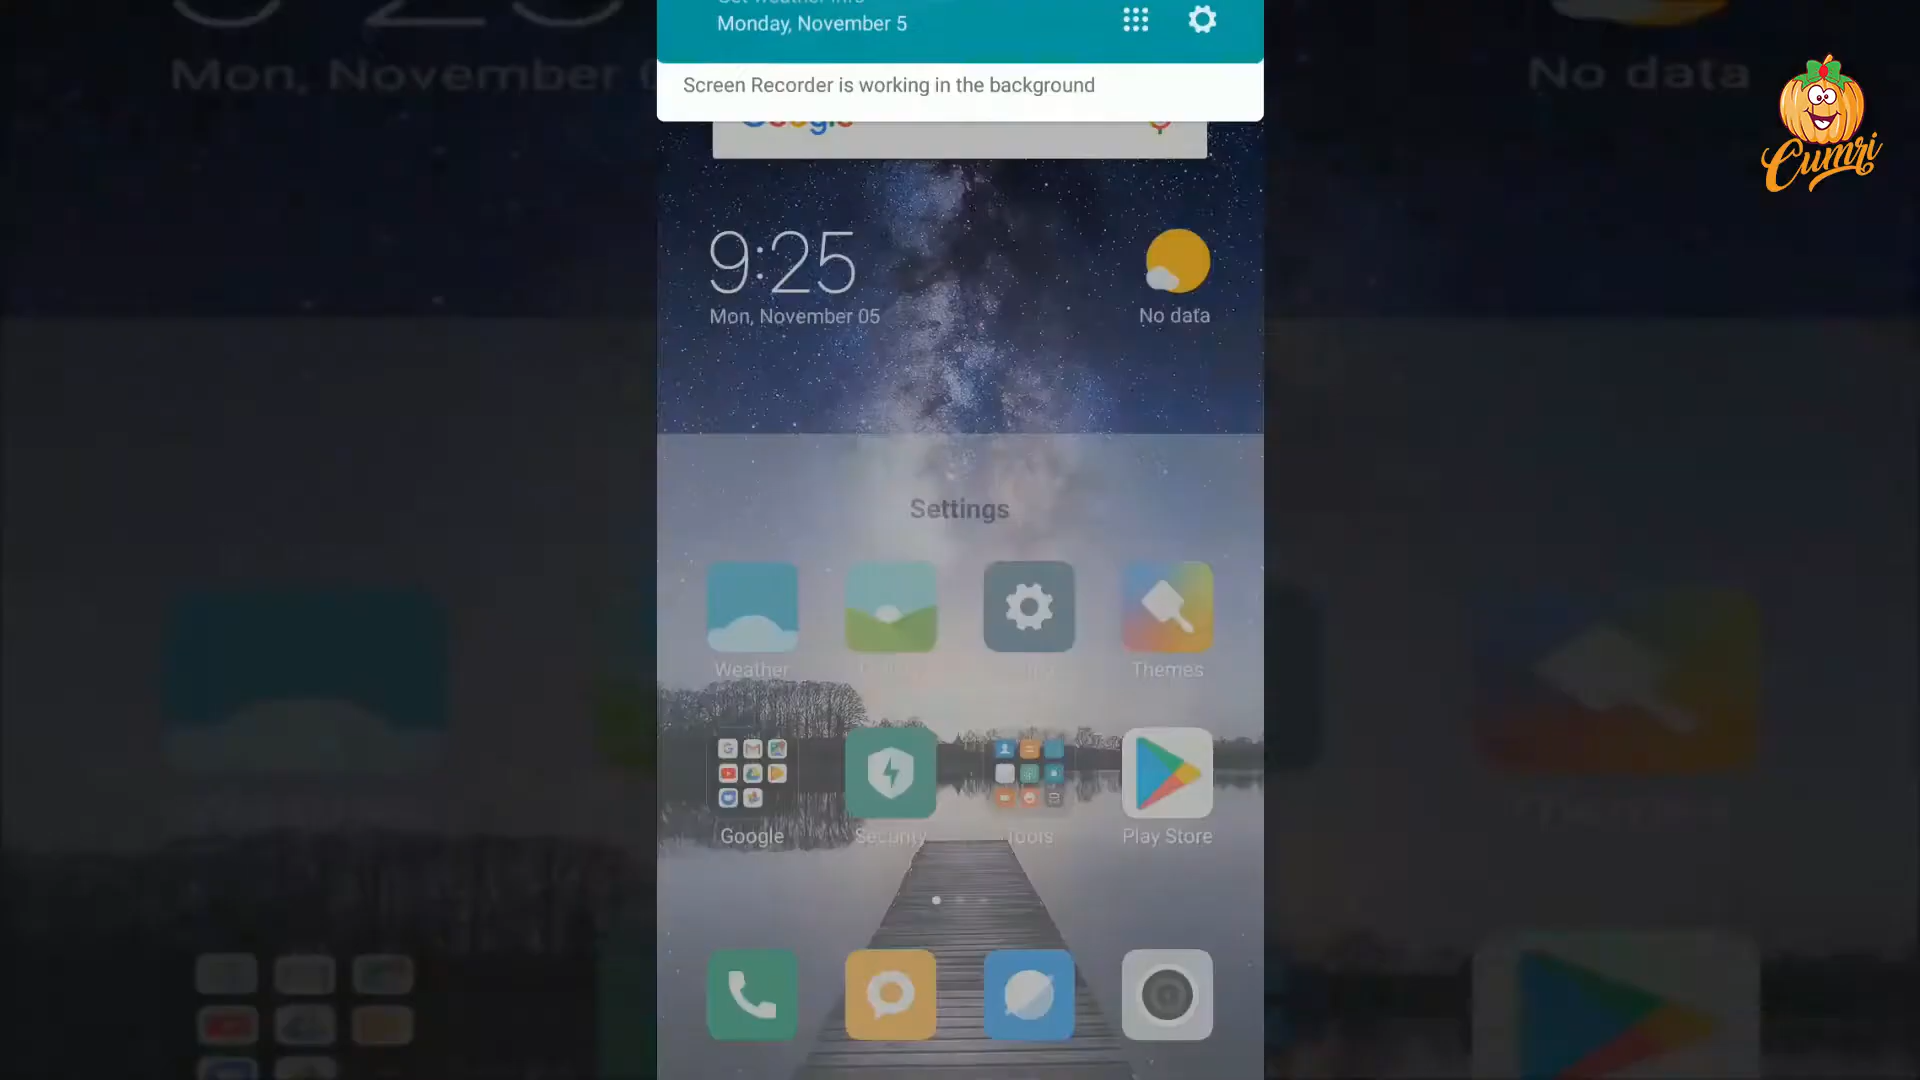 Monday, November 5
Screen Recorder is working in the background
Google
9:25
Mon, November 05
No data
Settings
Weather
Themes
Google
Security
Tools
Play Store
Mon, November
No data
Cumri